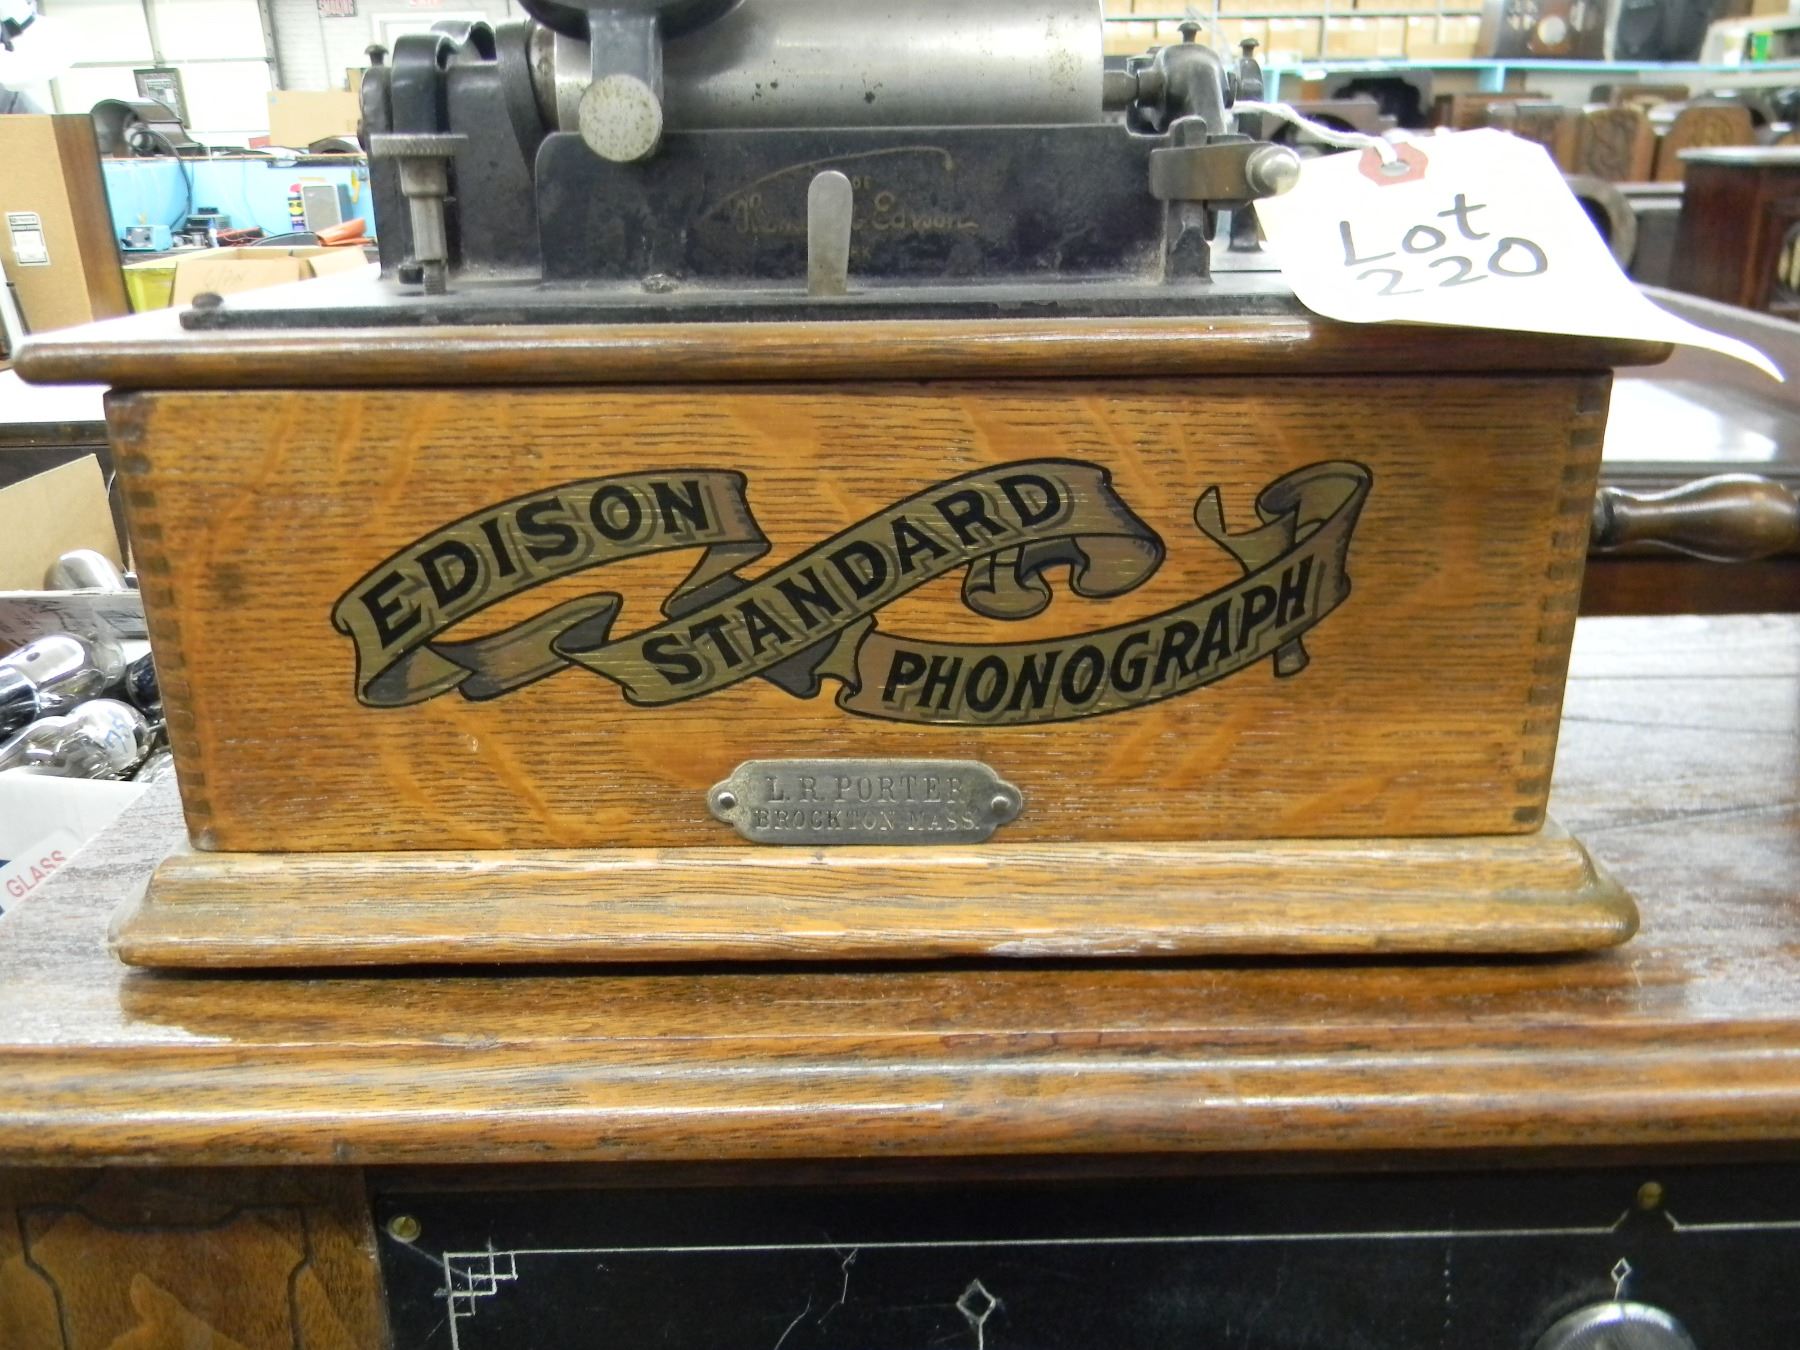 Lot
220
EDISON
STANDARD
PHONOGRAPH
L. R. PORTER
BROCKTON MASS.
GLASS